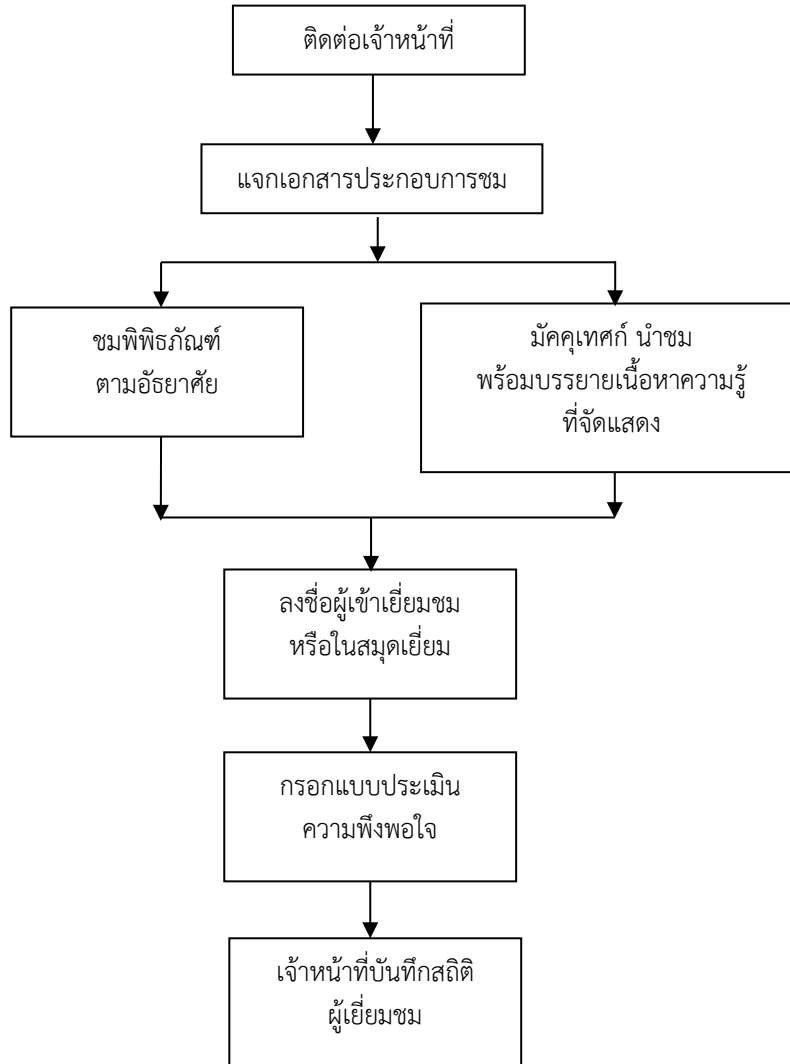 ติดต่อเจ้าหน้าที่
แจกเอกสารประกอบการชม
ชมพิพิธภัณฑ์
ตามอัธยาศัย
มัคคุเทศก์ นำชม
พร้อมบรรยายเนื้อหาความรู้
ที่จัดแสดง
ลงชื่อผู้เข้าเยี่ยมชม
หรือในสมุดเยี่ยม
กรอกแบบประเมิน
ความพึงพอใจ
เจ้าหน้าที่บันทึกสถิติ
ผู้เยี่ยมชม